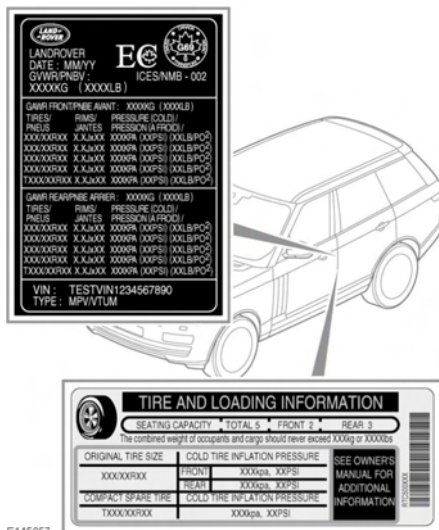 LAND-
ROVER
LANDROVER
DATE : MM/YY
GVWR/PNBV :
XXXXXKG (XXXXLB)
EC
G69
ICES/NMB - 002
GAWR FRONT/PNBE AVANT : XXXXKG (XXXXLB)
TIRES/ RIMS/ PRESSURE (COLD) /
PNEUS JANTES PRESSION (A FROID) /
XXX/XXRXX X.XJxXX XXXKPA (XXPSI) (XXLB/PO²)
XXX/XXRXX X.XJxXX XXXKPA (XXPSI) (XXLB/PO²)
XXX/XXRXX X.XJxXX XXXKPA (XXPSI) (XXLB/PO²)
XXX/XXRXX X.XJxXX XXXKPA (XXPSI) (XXLB/PO²)
TXXX/XXRXX X.XJxXX XXXKPA (XXPSI) (XXLB/PO²)
GAWR REAR/PNBE ARRIER : XXXXKG (XXXXLB)
TIRES/ RIMS/ PRESSURE (COLD) /
PNEUS JANTES PRESSION (A FROID) /
XXX/XXRXX X.XJxXX XXXKPA (XXPSI) (XXLB/PO²)
XXX/XXRXX X.XJxXX XXXKPA (XXPSI) (XXLB/PO²)
XXX/XXRXX X.XJxXX XXXKPA (XXPSI) (XXLB/PO²)
XXX/XXRXX X.XJxXX XXXKPA (XXPSI) (XXLB/PO²)
TXXX/XXRXX X.XJxXX XXXKPA (XXPSI) (XXLB/PO²)
VIN : TESTVIN1234567890
TYPE : MPV/VTUM
TIRE AND LOADING INFORMATION
SEATING CAPACITY TOTAL 5 FRONT 2 REAR 3
The combined weight of occupants and cargo should never exceed XXXkg or XXXXlbs
ORIGINAL TIRE SIZE COLD TIRE INFLATION PRESSURE
XXX/XXRXX
FRONT XXXkpa, XXPSI
REAR XXXkpa, XXPSI
COMPACT SPARE TIRE COLD TIRE INFLATION PRESSURE
TXXX/XXRXX XXXkpa, XXPSI
SEE OWNER'S
MANUAL FOR
ADDITIONAL
INFORMATION